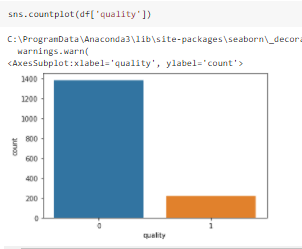 sns.countplot(df['quality'])
C:\ProgramData\Anaconda3\lib\site-packages\seaborn\_decora
warnings.warn(
<AxesSubplot:xlabel='quality', ylabel='count'>
1400
1200
1000
800
600
400
200
0
count
0 1
quality